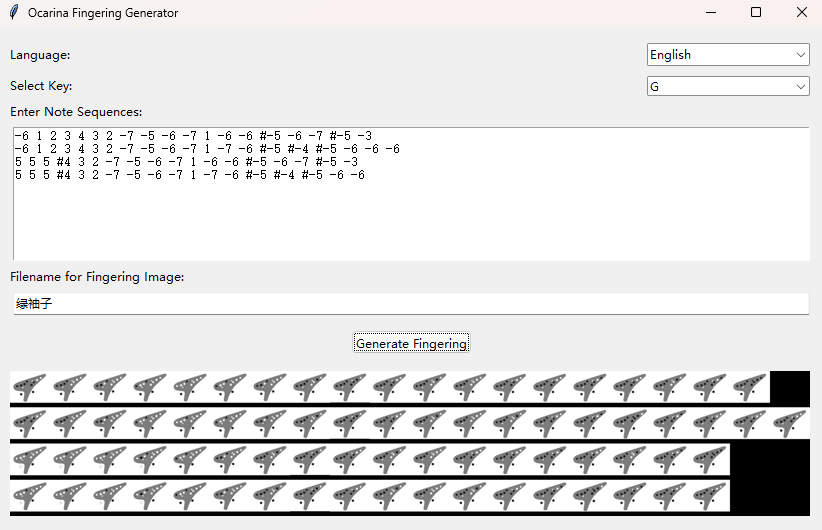 Ocarina Fingering Generator
Language:
English
Select Key:
G
Enter Note Sequences:
-6 1 2 3 4 3 2 -7 -5 -6 -7 1 -6 -6 #-5 -6 -7 #-5 -3
-6 1 2 3 4 3 2 -7 -5 -6 -7 1 -7 -6 #-5 #-4 #-5 -6 -6 -6
5 5 5 #4 3 2 -7 -5 -6 -7 1 -6 -6 #-5 -6 -7 #-5 -3
5 5 5 #4 3 2 -7 -5 -6 -7 1 -7 -6 #-5 #-4 #-5 -6 -6
Filename for Fingering Image:
绿袖子
Generate Fingering